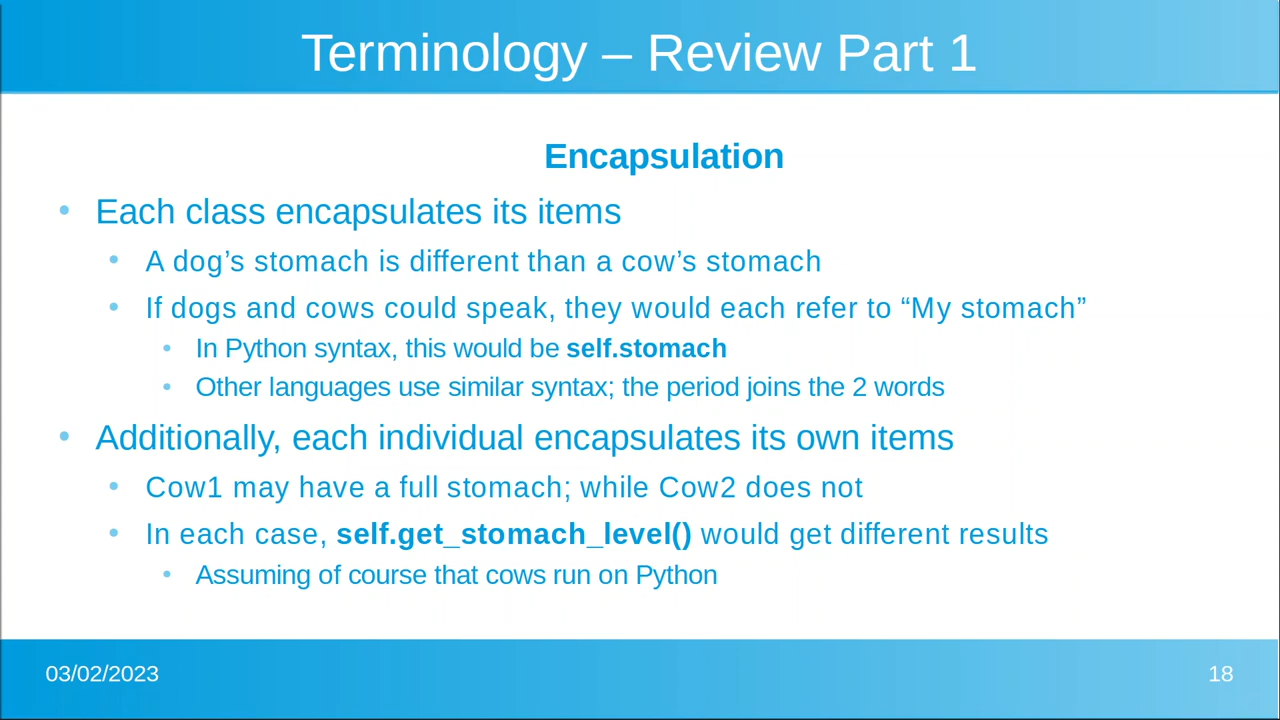 Terminology – Review Part 1
Encapsulation
• Each class encapsulates its items
• A dog’s stomach is different than a cow’s stomach
• If dogs and cows could speak, they would each refer to “My stomach”
• In Python syntax, this would be self.stomach
• Other languages use similar syntax; the period joins the 2 words
• Additionally, each individual encapsulates its own items
• Cow1 may have a full stomach; while Cow2 does not
• In each case, self.get_stomach_level() would get different results
• Assuming of course that cows run on Python
03/02/2023
18